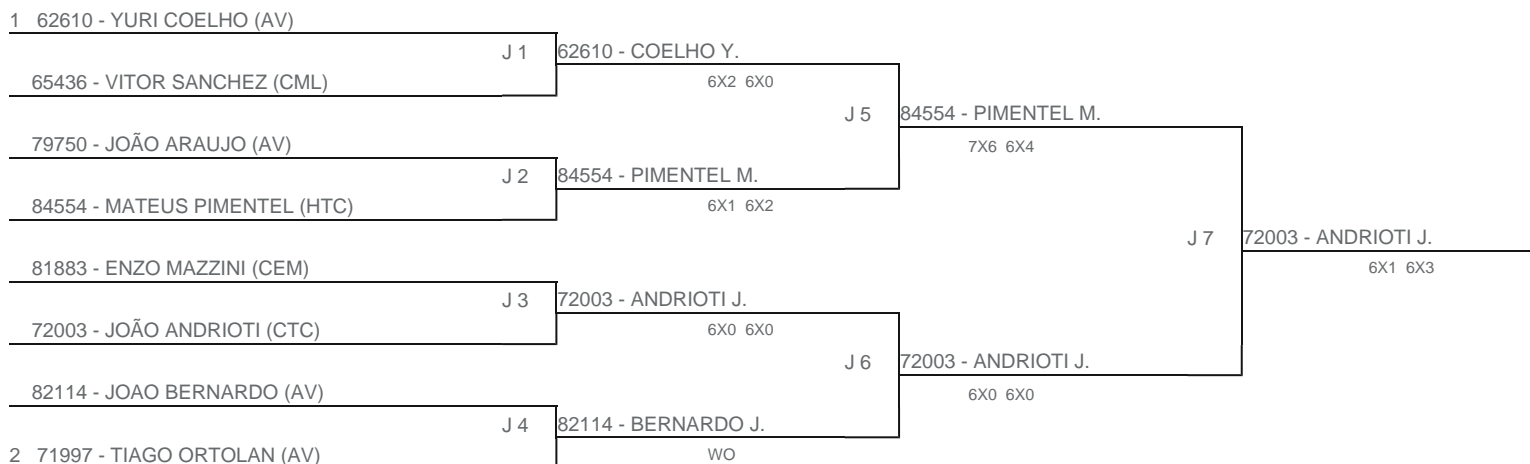 1 62610 - YURI COELHO (AV)
J 1 62610 - COELHO Y.
65436 - VITOR SANCHEZ (CML)
6X2 6X0
J 5 84554 - PIMENTEL M.
79750 - JOÃO ARAUJO (AV)
7X6 6X4
J 2 84554 - PIMENTEL M.
84554 - MATEUS PIMENTEL (HTC)
6X1 6X2
J 7 72003 - ANDRIOTI J.
81883 - ENZO MAZZINI (CEM)
6X1 6X3
J 3 72003 - ANDRIOTI J.
72003 - JOÃO ANDRIOTI (CTC)
6X0 6X0
J 6 72003 - ANDRIOTI J.
82114 - JOAO BERNARDO (AV)
6X0 6X0
J 4 82114 - BERNARDO J.
2 71997 - TIAGO ORTOLAN (AV)
WO